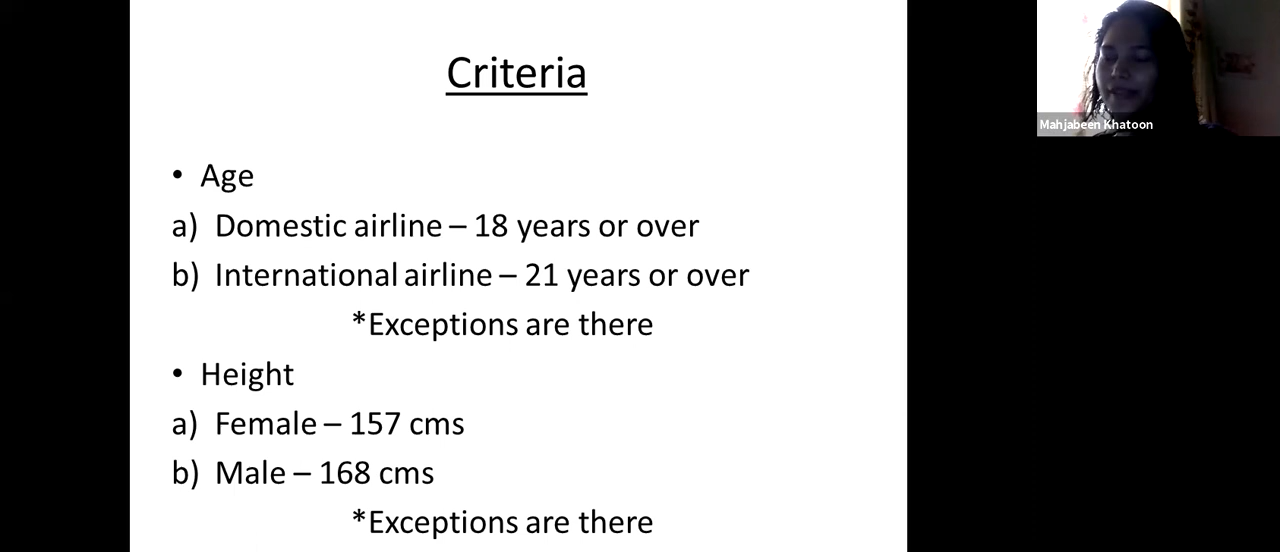 Criteria
• Age
a) Domestic airline – 18 years or over
b) International airline – 21 years or over
*Exceptions are there
• Height
a) Female – 157 cms
b) Male – 168 cms
*Exceptions are there
Mahjabeen Khatoon